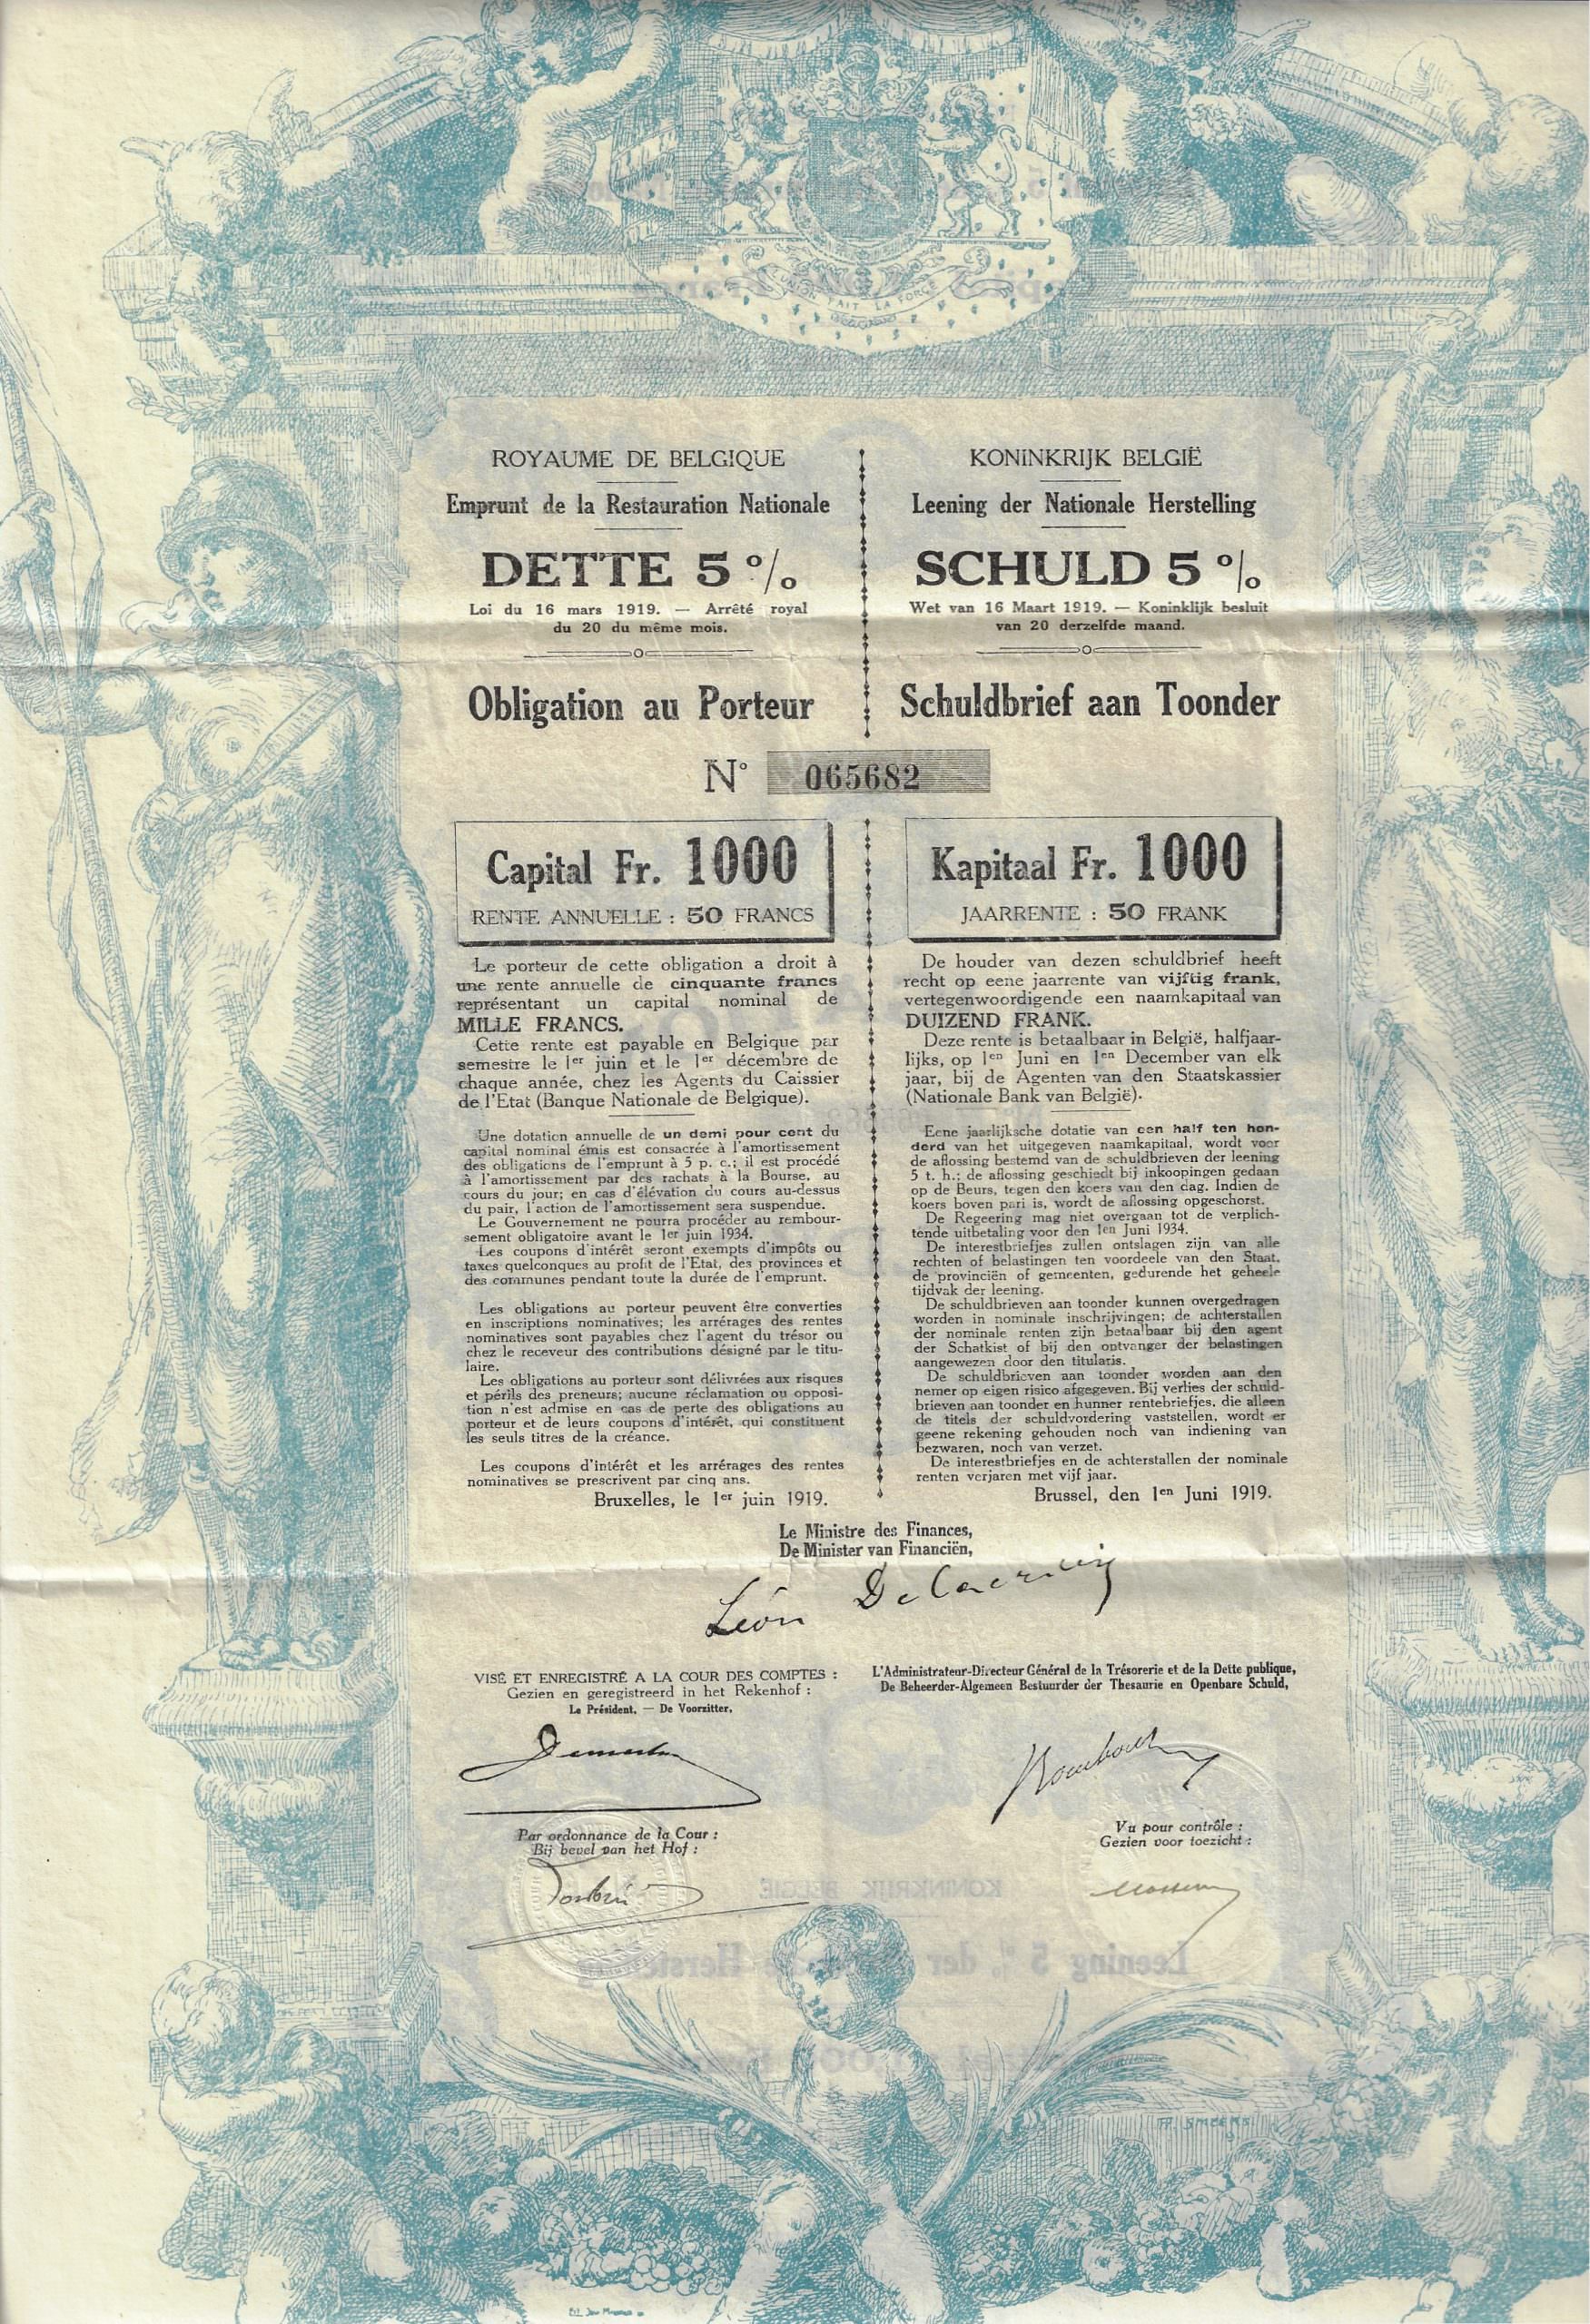 L'UNION FAIT LA FORCE
ROYAUME DE BELGIQUE
Emprunt de la Restauration Nationale
DETTE 5 %
Loi du 16 mars 1919. — Arrêté royal
du 20 du même mois.
Obligation au Porteur
KONINKRIJK BELGIË
Leening der Nationale Herstelling
SCHULD 5 %
Wet van 16 Maart 1919. — Koninklijk besluit
van 20 derzelfde maand.
Schuldbrief aan Toonder
N° 065682
Capital Fr. 1000
RENTE ANNUELLE : 50 FRANCS
Le porteur de cette obligation a droit à
une rente annuelle de cinquante francs
représentant un capital nominal de
MILLE FRANCS.
Cette rente est payable en Belgique par
semestre le 1er juin et le 1er décembre de
chaque année, chez les Agents du Caissier
de l'Etat (Banque Nationale de Belgique).
Une dotation annuelle de un demi pour cent du
capital nominal émis est consacrée à l'amortissement
des obligations de l'emprunt à 5 p. c.; il est procédé
à l'amortissement par des rachats à la Bourse, au
cours du jour; en cas d'élévation du cours au-dessus
du pair, l'action de l'amortissement sera suspendue.
Le Gouvernement ne pourra procéder au rembour-
sement obligatoire avant le 1er juin 1934.
Les coupons d'intérêt seront exempts d'impôts ou
taxes quelconques au profit de l'Etat, des provinces et
des communes pendant toute la durée de l'emprunt.
Les obligations au porteur peuvent être converties
en inscriptions nominatives; les arrérages des rentes
nominatives sont payables chez l'agent du trésor ou
chez le receveur des contributions désigné par le titu-
laire.
Les obligations au porteur sont délivrées aux risques
et périls des preneurs; aucune réclamation ou opposi-
tion n'est admise en cas de perte des obligations au
porteur et de leurs coupons d'intérêt, qui constituent
les seuls titres de la créance.
Les coupons d'intérêt et les arrérages des rentes
nominatives se prescrivent par cinq ans.
Bruxelles, le 1er juin 1919.
Kapitaal Fr. 1000
JAARRENTE : 50 FRANK
De houder van dezen schuldbrief heeft
recht op eene jaarrente van vijftig frank,
vertegenwoordigende een naamkapitaal van
DUIZEND FRANK.
Deze rente is betaalbaar in België, halfjaar-
lijks, op 1en Juni en 1en December van elk
jaar, bij de Agenten van den Staatskassier
(Nationale Bank van België).
Eene jaarlijksche dotatie van een half ten hon-
derd van het uitgegeven naamkapitaal, wordt voor
de aflossing bestemd van de schuldbrieven der leening
5 t. h.; de aflossing geschiedt bij inkoopingen gedaan
op de Beurs, tegen den koers van den dag. Indien de
koers boven pari is, wordt de aflossing opgeschorst.
De Regeering mag niet overgaan tot de verplich-
tende uitbetaling voor den 1en Juni 1934.
De interestbriefjes zullen ontslagen zijn van alle
rechten of belastingen ten voordeele van den Staat,
de provinciën of gemeenten, gedurende het geheele
tijdvak der leening.
De schuldbrieven aan toonder kunnen overgedragen
worden in nominale inschrijvingen; de achterstallen
der nominale renten zijn betaalbaar bij den agent
der Schatkist of bij den ontvanger der belastingen
aangewezen door den titularis.
De schuldbrieven aan toonder worden aan den
nemer op eigen risico afgegeven. Bij verlies der schuld-
brieven aan toonder en hunner rentebriefjes, die alleen
de titels der schuldvordering vaststellen, wordt er
geene rekening gehouden noch van indiening van
bezwaren, noch van verzet.
De interestbriefjes en de achterstallen der nominale
renten verjaren met vijf jaar.
Brussel, den 1en Juni 1919.
Le Ministre des Finances,
De Minister van Financiën,
Léon Delacroix
VISÉ ET ENREGISTRÉ A LA COUR DES COMPTES :
Gezien en geregistreerd in het Rekenhof :
Le Président, — De Voorzitter,
L'Administrateur-Directeur Général de la Trésorerie et de la Dette publique,
De Beheerder-Algemeen Bestuurder der Thesaurie en Openbare Schuld,
Par ordonnance de la Cour :
Bij bevel van het Hof :
Vu pour contrôle :
Gezien voor toezicht :
KONINKRIJK BELGIË
Leening 5 %